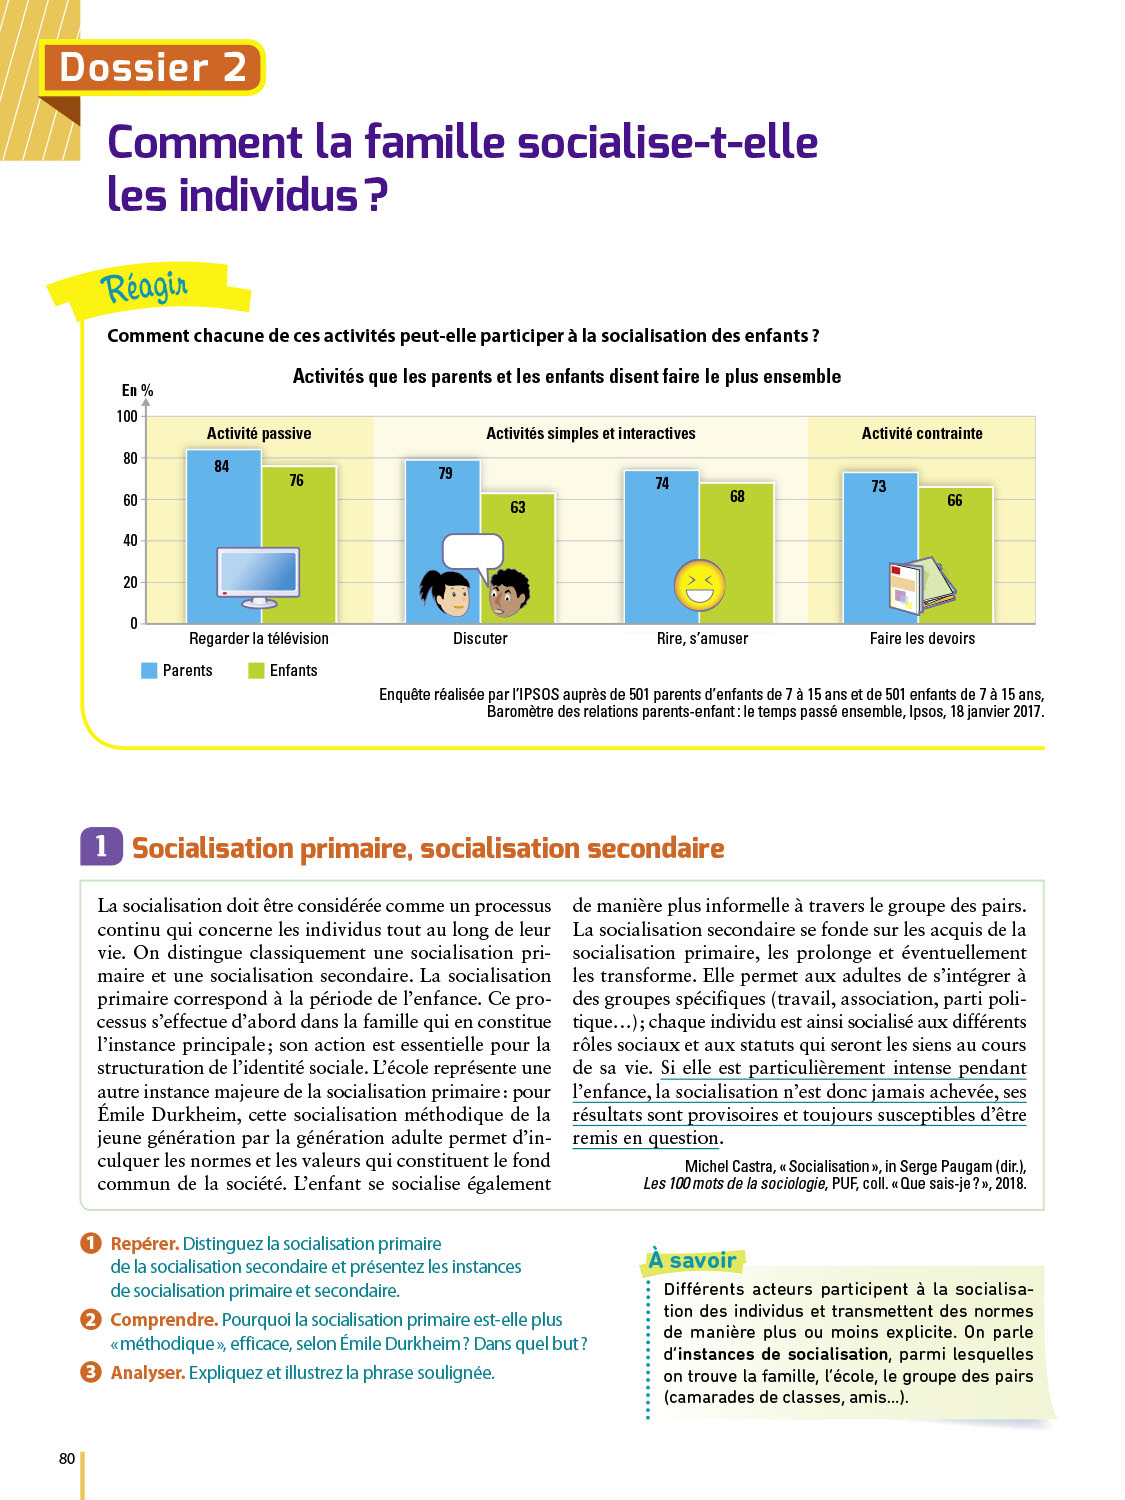 Dossier 2
Comment la famille socialise-t-elle
les individus ?
Réagir
Comment chacune de ces activités peut-elle participer à la socialisation des enfants ?
Activités que les parents et les enfants disent faire le plus ensemble
En %
100
80
60
40
20
0
Activité passive
Activités simples et interactives
Activité contrainte
84
76
79
63
74
68
73
66
Regarder la télévision
Discuter
Rire, s'amuser
Faire les devoirs
Parents
Enfants
Enquête réalisée par l'IPSOS auprès de 501 parents d'enfants de 7 à 15 ans et de 501 enfants de 7 à 15 ans,
Baromètre des relations parents-enfant : le temps passé ensemble, Ipsos, 18 janvier 2017.
1 Socialisation primaire, socialisation secondaire
La socialisation doit être considérée comme un processus
continu qui concerne les individus tout au long de leur
vie. On distingue classiquement une socialisation pri-
maire et une socialisation secondaire. La socialisation
primaire correspond à la période de l'enfance. Ce pro-
cessus s'effectue d'abord dans la famille qui en constitue
l'instance principale ; son action est essentielle pour la
structuration de l'identité sociale. L'école représente une
autre instance majeure de la socialisation primaire : pour
Émile Durkheim, cette socialisation méthodique de la
jeune génération par la génération adulte permet d'in-
culquer les normes et les valeurs qui constituent le fond
commun de la société. L'enfant se socialise également
de manière plus informelle à travers le groupe des pairs.
La socialisation secondaire se fonde sur les acquis de la
socialisation primaire, les prolonge et éventuellement
les transforme. Elle permet aux adultes de s'intégrer à
des groupes spécifiques (travail, association, parti poli-
tique…) ; chaque individu est ainsi socialisé aux différents
rôles sociaux et aux statuts qui seront les siens au cours
de sa vie. Si elle est particulièrement intense pendant
l'enfance, la socialisation n'est donc jamais achevée, ses
résultats sont provisoires et toujours susceptibles d'être
remis en question.
Michel Castra, « Socialisation », in Serge Paugam (dir.),
Les 100 mots de la sociologie, PUF, coll. « Que sais-je ? », 2018.
1 Repérer. Distinguez la socialisation primaire
de la socialisation secondaire et présentez les instances
de socialisation primaire et secondaire.
2 Comprendre. Pourquoi la socialisation primaire est-elle plus
« méthodique », efficace, selon Émile Durkheim ? Dans quel but ?
3 Analyser. Expliquez et illustrez la phrase soulignée.
À savoir
Différents acteurs participent à la socialisa-
tion des individus et transmettent des normes
de manière plus ou moins explicite. On parle
d'instances de socialisation, parmi lesquelles
on trouve la famille, l'école, le groupe des pairs
(camarades de classes, amis...).
80